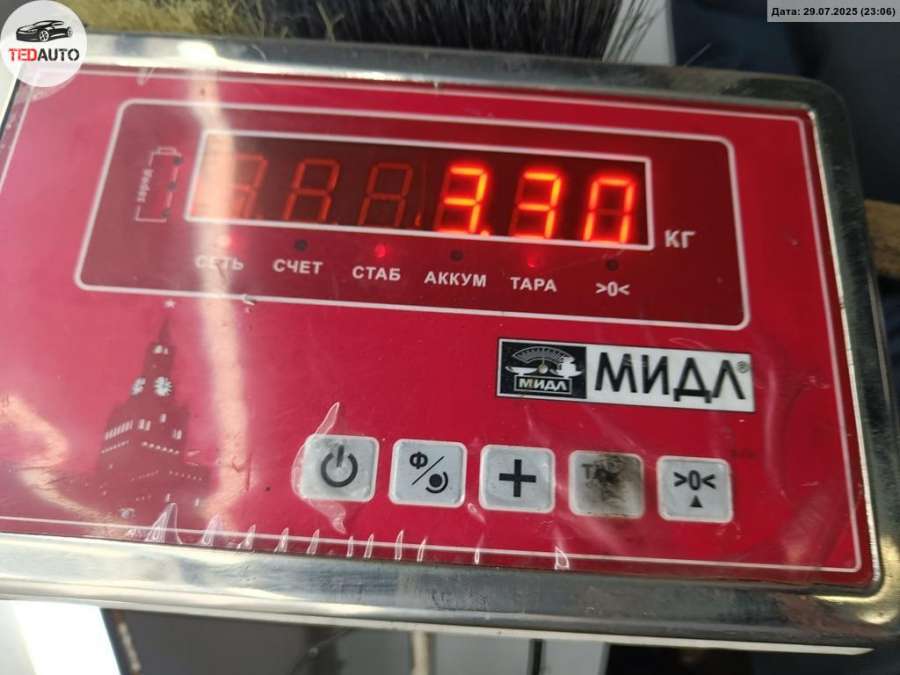 TEDAUTO
Дата: 29.07.2025 (23:06)
3.30 КГ
СЕТЬ СЧЕТ СТАБ АККУМ ТАРА >0<
МИДЛ МИДЛ®
Ф >0<